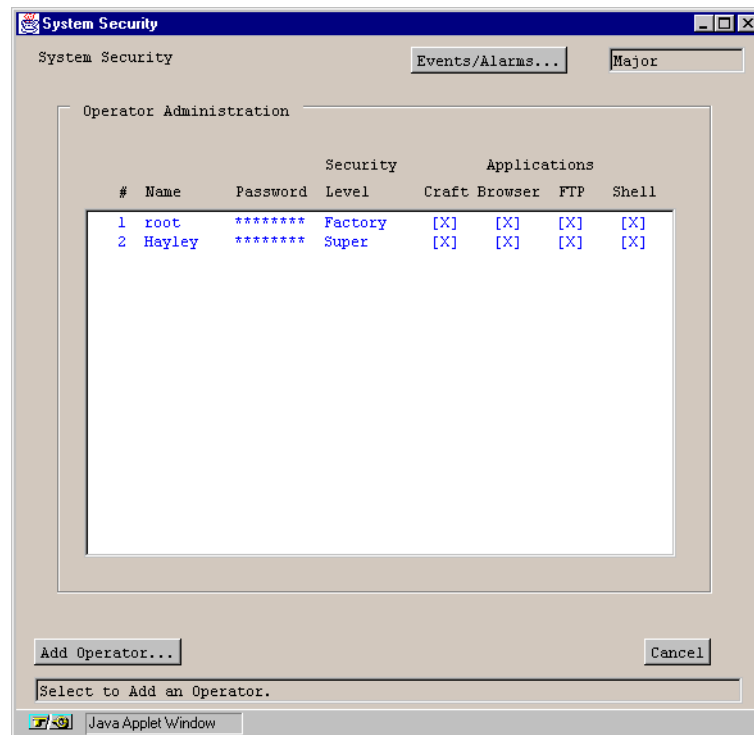 System Security
System Security Events/Alarms... Major
Operator Administration
Security Applications
# Name Password Level Craft Browser FTP Shell
1 root ******** Factory [X] [X] [X] [X]
2 Hayley ******** Super [X] [X] [X] [X]
Add Operator... Cancel
Select to Add an Operator.
Java Applet Window